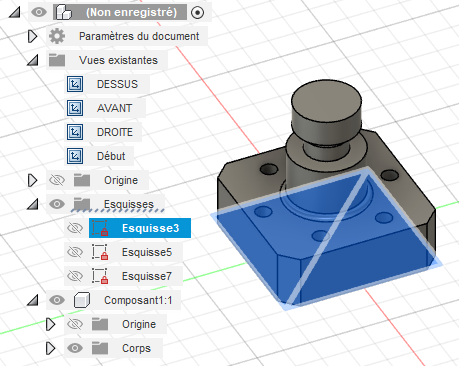 (Non enregistré)
Paramètres du document
Vues existantes
DESSUS
AVANT
DROITE
Début
Origine
Esquisses
Esquisse3
Esquisse5
Esquisse7
Composant1:1
Origine
Corps